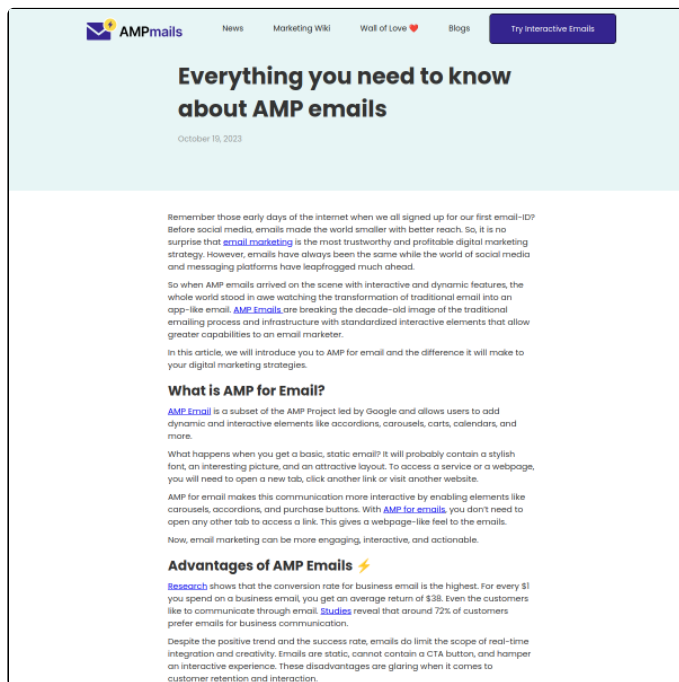 AMPmails
News
Marketing Wiki
Wall of Love ❤️
Blogs
Try Interactive Emails
Everything you need to know
about AMP emails
October 19, 2023
Remember those early days of the internet when we all signed up for our first email-ID?
Before social media, emails made the world smaller with better reach. So, it is no
surprise that email marketing is the most trustworthy and profitable digital marketing
strategy. However, emails have always been the same while the world of social media
and messaging platforms have leapfrogged much ahead.
So when AMP emails arrived on the scene with interactive and dynamic features, the
whole world stood in awe watching the transformation of traditional email into an
app-like email. AMP Emails are breaking the decade-old image of the traditional
emailing process and infrastructure with standardized interactive elements that allow
greater capabilities to an email marketer.
In this article, we will introduce you to AMP for email and the difference it will make to
your digital marketing strategies.
What is AMP for Email?
AMP Email is a subset of the AMP Project led by Google and allows users to add
dynamic and interactive elements like accordions, carousels, carts, calendars, and
more.
What happens when you get a basic, static email? It will probably contain a stylish
font, an interesting picture, and an attractive layout. To access a service or a webpage,
you will need to open a new tab, click another link or visit another website.
AMP for email makes this communication more interactive by enabling elements like
carousels, accordions, and purchase buttons. With AMP for emails, you don't need to
open any other tab to access a link. This gives a webpage-like feel to the emails.
Now, email marketing can be more engaging, interactive, and actionable.
Advantages of AMP Emails ⚡
Research shows that the conversion rate for business email is the highest. For every $1
you spend on a business email, you get an average return of $38. Even the customers
like to communicate through email. Studies reveal that around 72% of customers
prefer emails for business communication.
Despite the positive trend and the success rate, emails do limit the scope of real-time
integration and creativity. Emails are static, cannot contain a CTA button, and hamper
an interactive experience. These disadvantages are glaring when it comes to
customer retention and interaction.